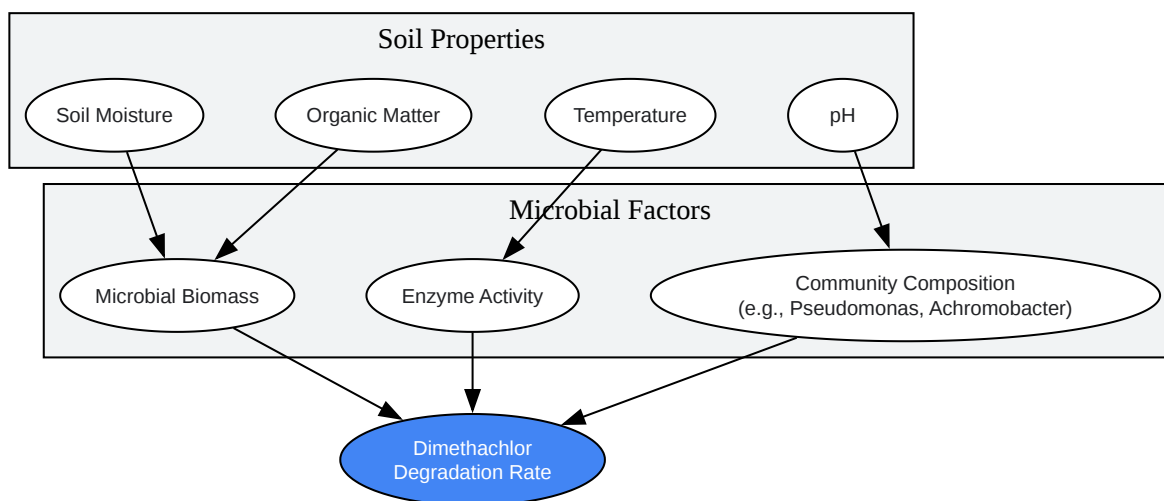 Soil Properties
Soil Moisture
Organic Matter
Temperature
pH
Microbial Factors
Microbial Biomass
Enzyme Activity
Community Composition
(e.g., Pseudomonas, Achromobacter)
Dimethachlor
Degradation Rate